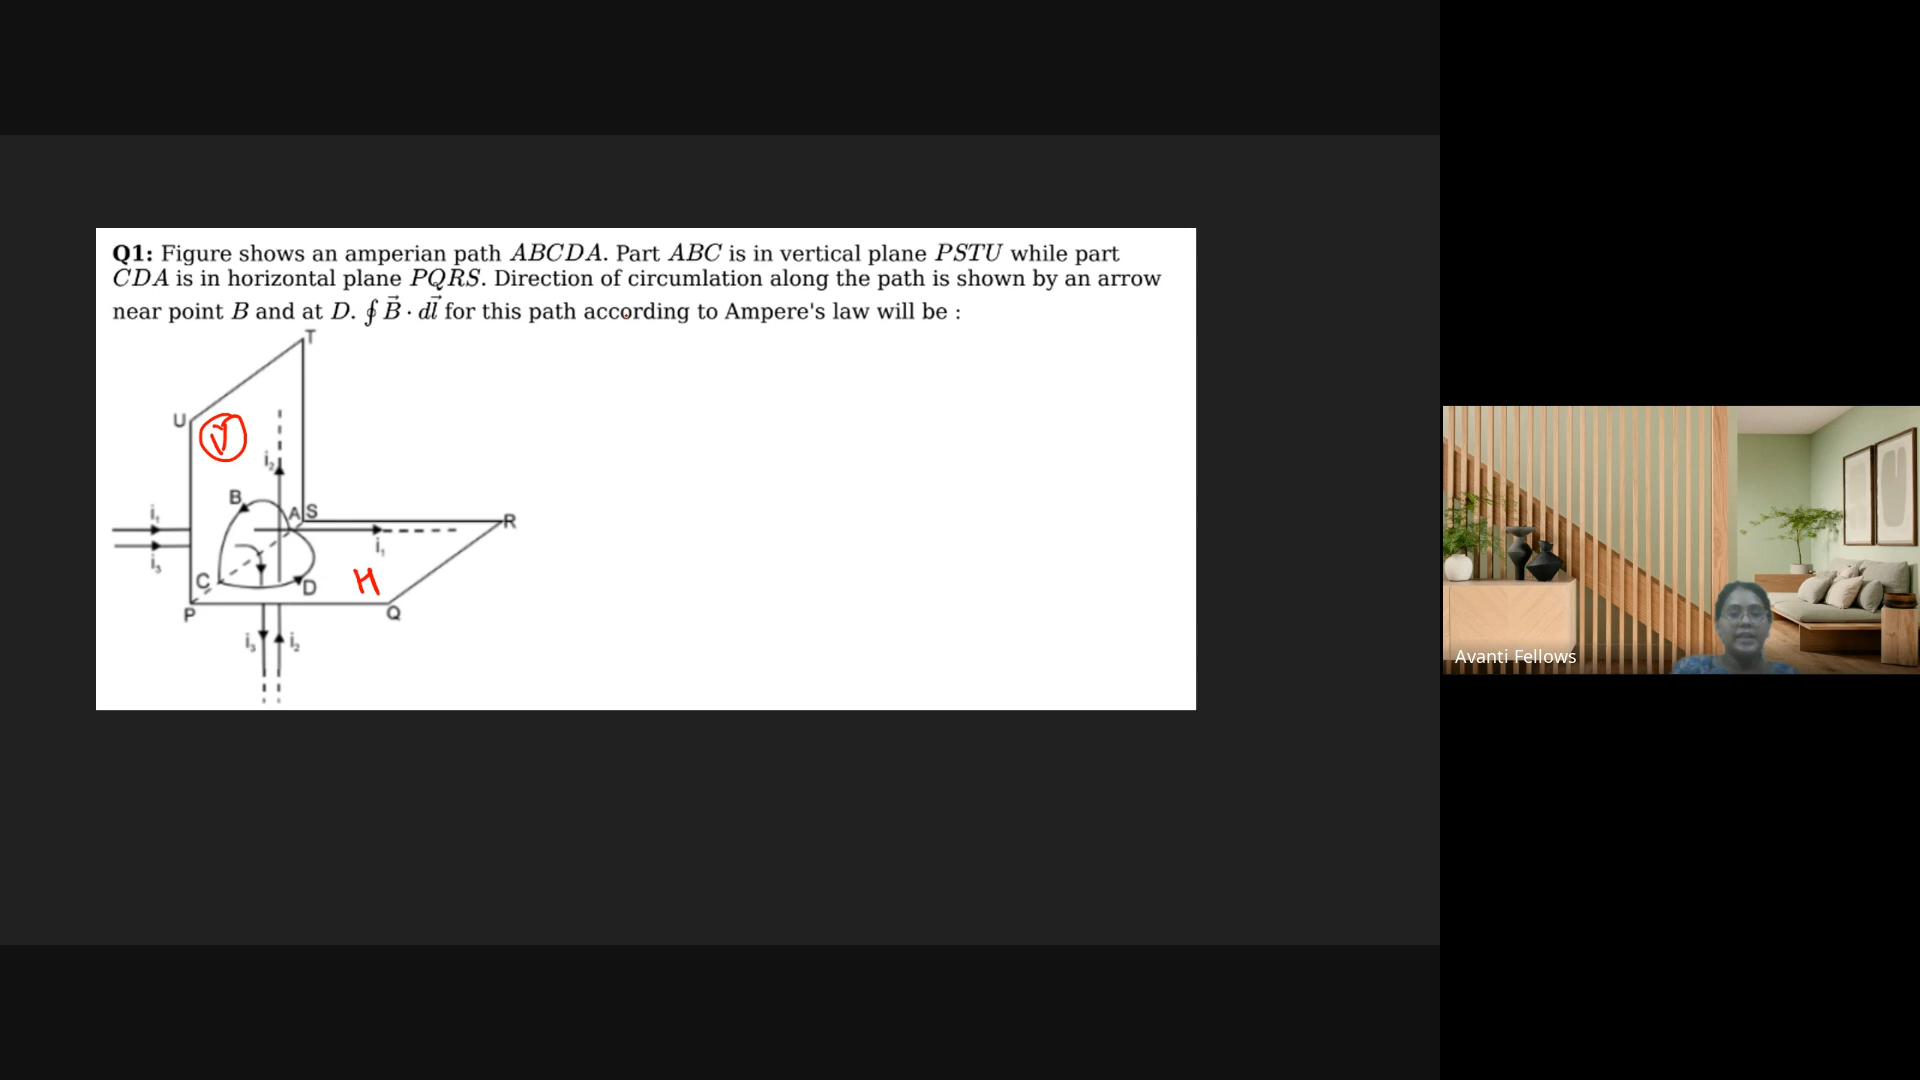 Q1: Figure shows an amperian path ABCDA. Part ABC is in vertical plane PSTU while part
CDA is in horizontal plane PQRS. Direction of circumlation along the path is shown by an arrow
near point B and at D. ∮ B⃗ · dl⃗ for this path according to Ampere's law will be :
T
U
V
i₂
B
A S
R
i₁
i₁
i₃
H
C
D
P
Q
i₃ i₂
Avanti Fellows